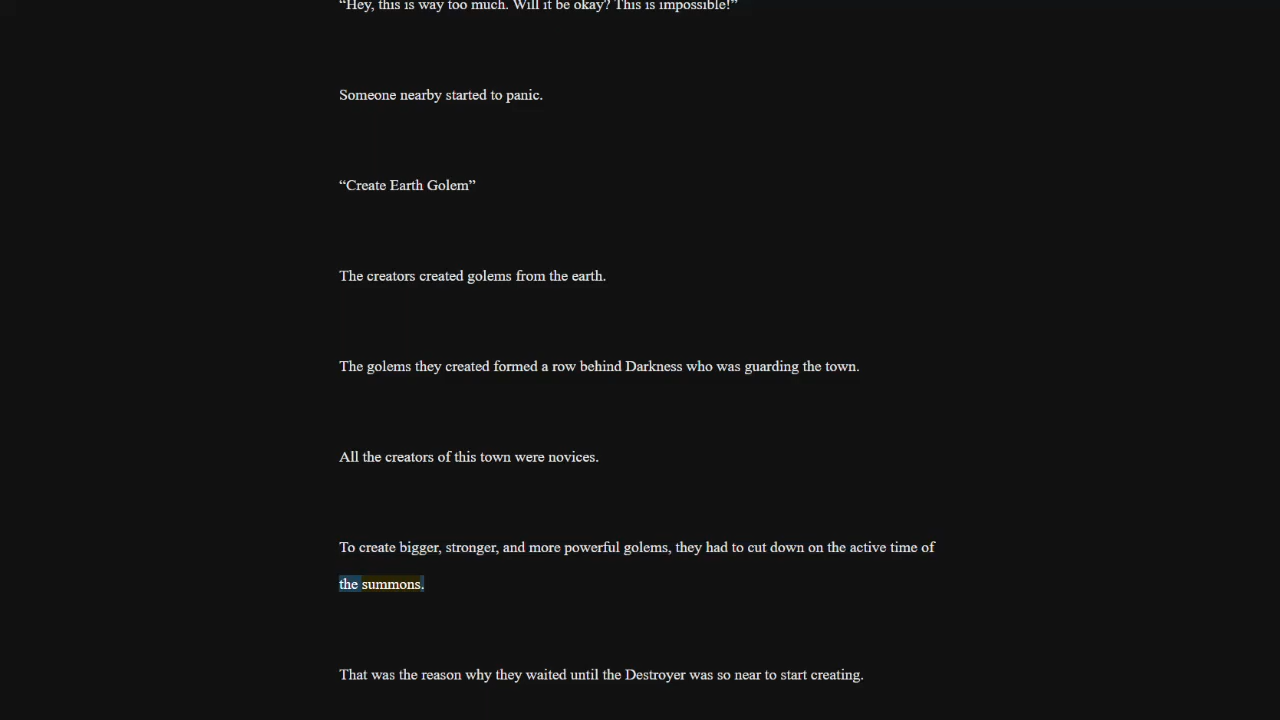 “Hey, this is way too much. Will it be okay? This is impossible!”
Someone nearby started to panic.
“Create Earth Golem”
The creators created golems from the earth.
The golems they created formed a row behind Darkness who was guarding the town.
All the creators of this town were novices.
To create bigger, stronger, and more powerful golems, they had to cut down on the active time of
the summons.
That was the reason why they waited until the Destroyer was so near to start creating.